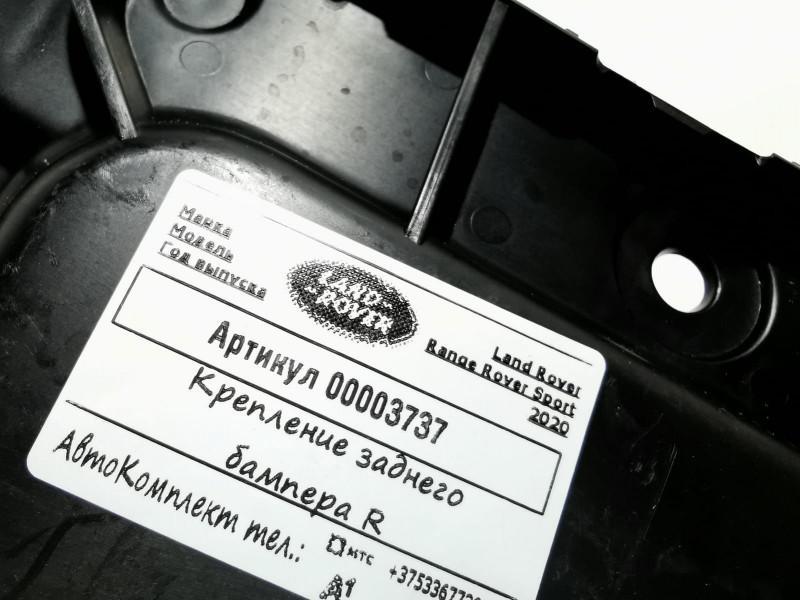 Марка
Модель
Год выпуска
LAND
ROVER
Land Rover
Range Rover Sport
2020
Артикул 00003737
Крепление заднего
бампера R
АвтоКомплект тел.:
МТС
A1